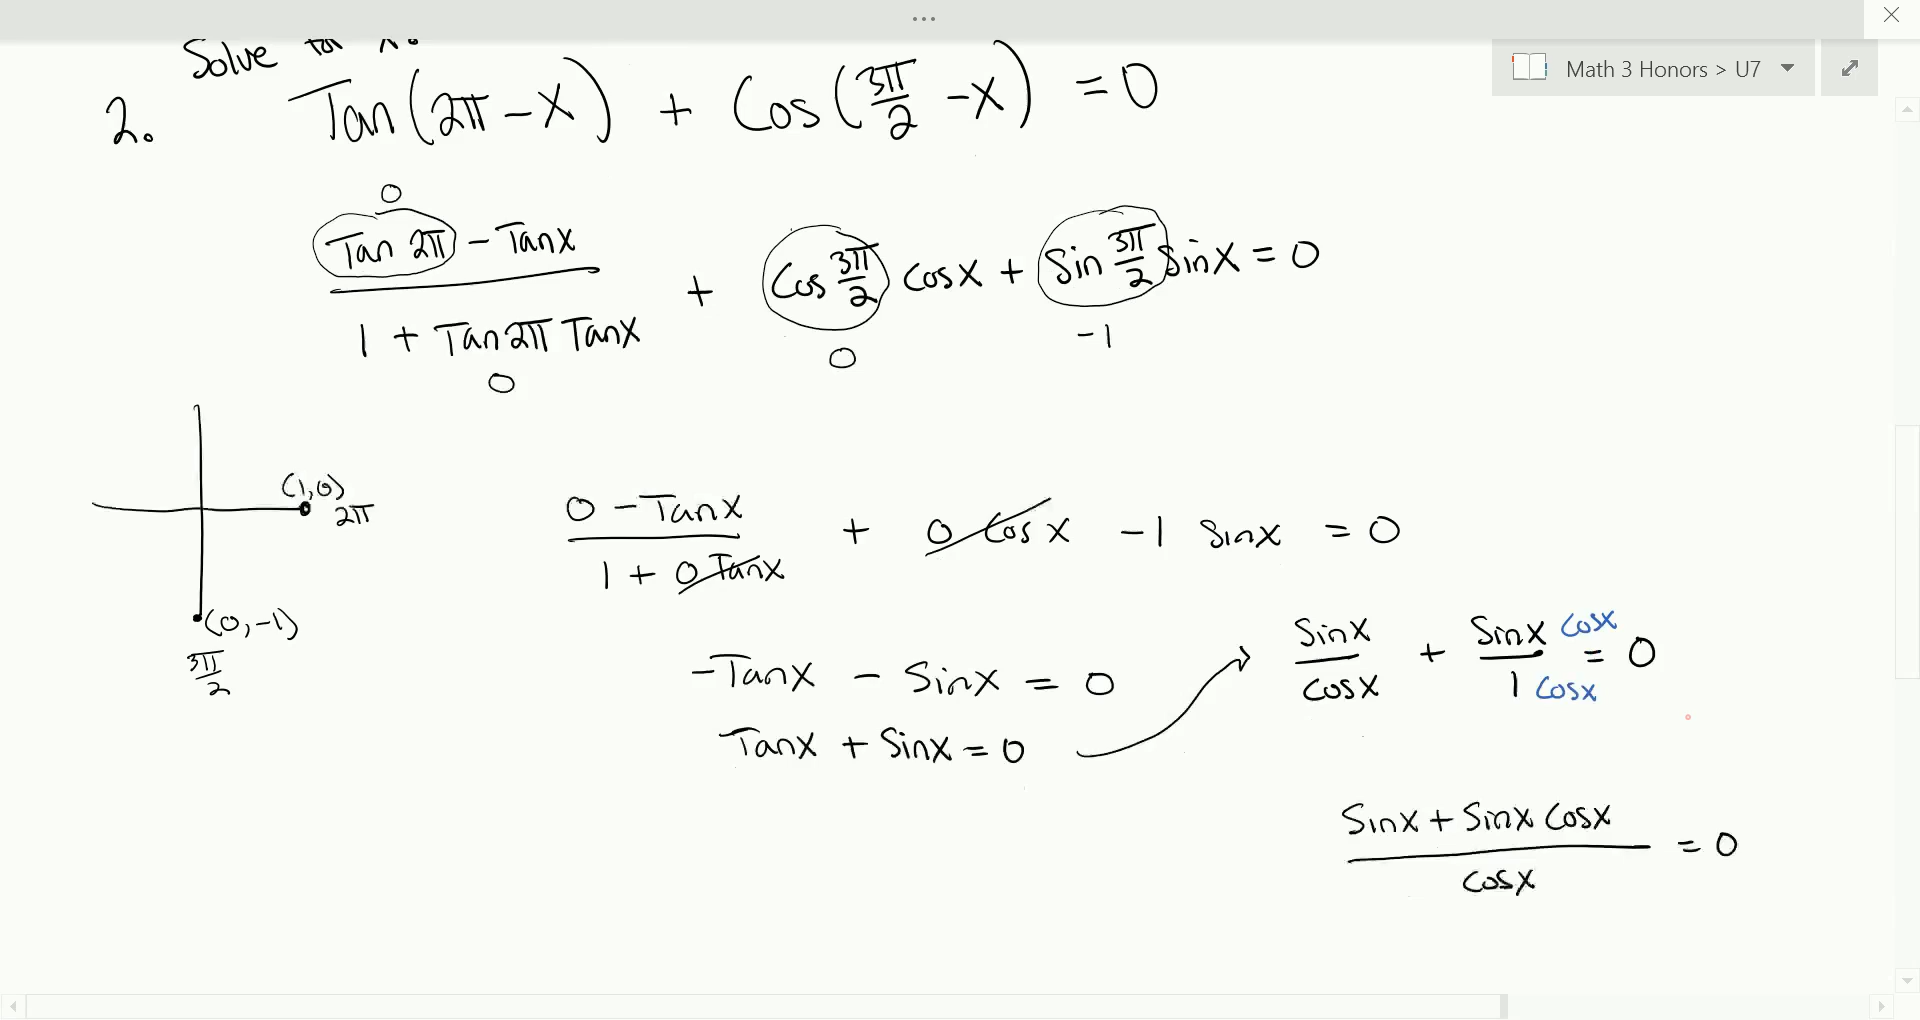 ...
×
Solve for x.
Math 3 Honors > U7
2. Tan(2π-x) + Cos(3π/2 -x) = 0
0
Tan 2π - Tanx / 1 + Tan2π Tanx + Cos 3π/2 cosx + Sin 3π/2 sinx = 0
0 0 -1
(1,0)
2π
(0,-1)
3π/2
0 - Tanx / 1 + 0 Tanx + 0 Cosx -1 sinx = 0
-Tanx - Sinx = 0
Tanx + Sinx = 0
Sinx/cosx + Sinx cosx/1 cosx = 0
Sinx + Sinx Cosx / cosx = 0